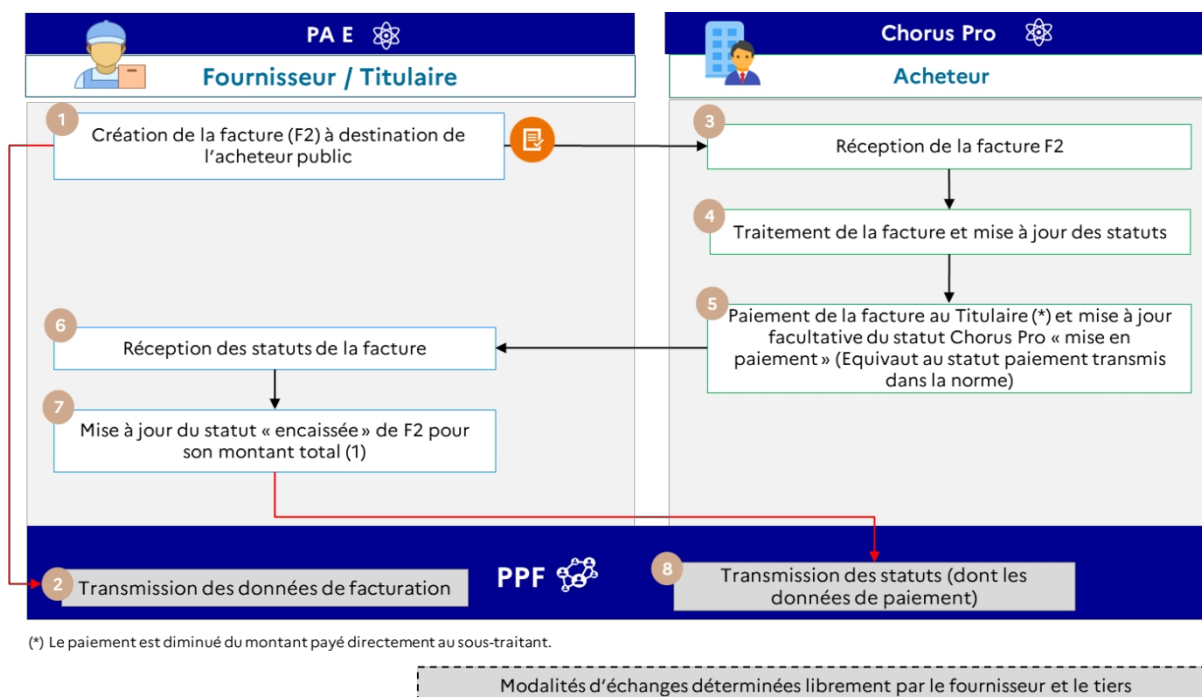 PA E
Chorus Pro
Fournisseur / Titulaire
Acheteur
1
Création de la facture (F2) à destination de
l'acheteur public
3
Réception de la facture F2
4
Traitement de la facture et mise à jour des statuts
5
Paiement de la facture au Titulaire (*) et mise à jour
facultative du statut Chorus Pro « mise en
paiement » (Equivaut au statut paiement transmis
dans la norme)
6
Réception des statuts de la facture
7
Mise à jour du statut « encaissée » de F2 pour
son montant total (1)
2
Transmission des données de facturation
PPF
8
Transmission des statuts (dont les
données de paiement)
(*) Le paiement est diminué du montant payé directement au sous-traitant.
Modalités d'échanges déterminées librement par le fournisseur et le tiers